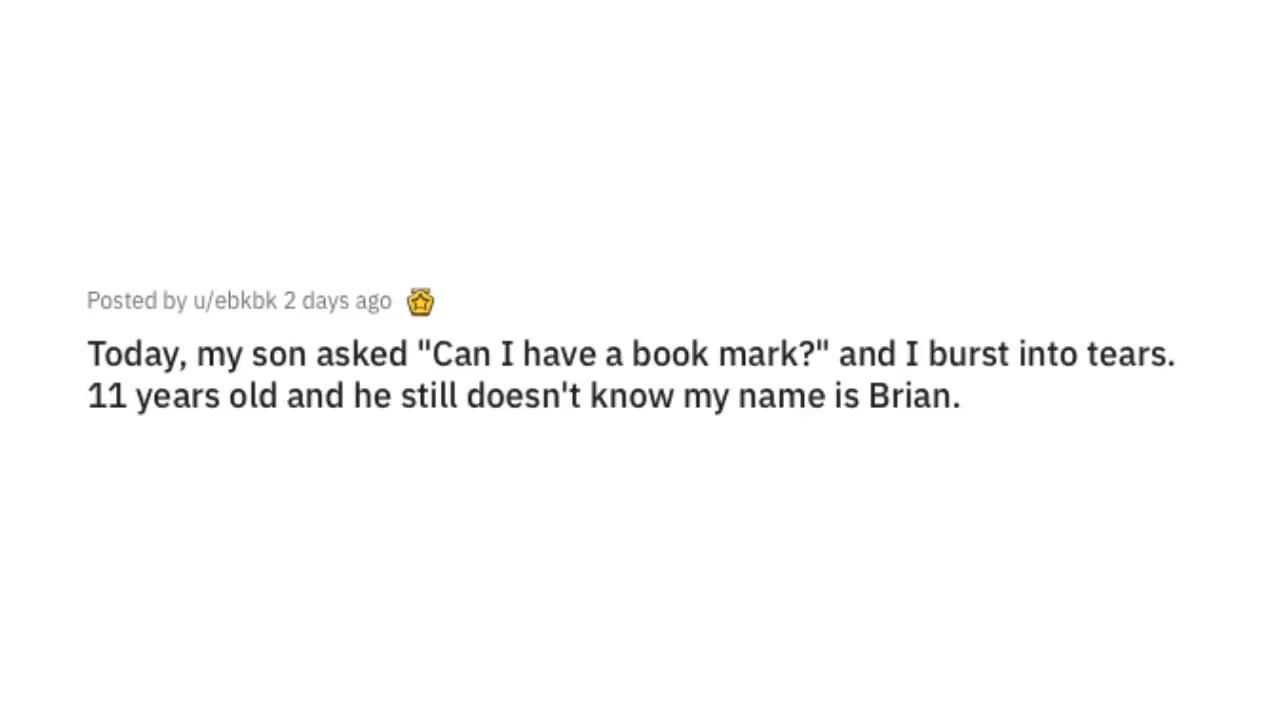 Posted by u/ebkbk 2 days ago
Today, my son asked "Can I have a book mark?" and I burst into tears.
11 years old and he still doesn't know my name is Brian.